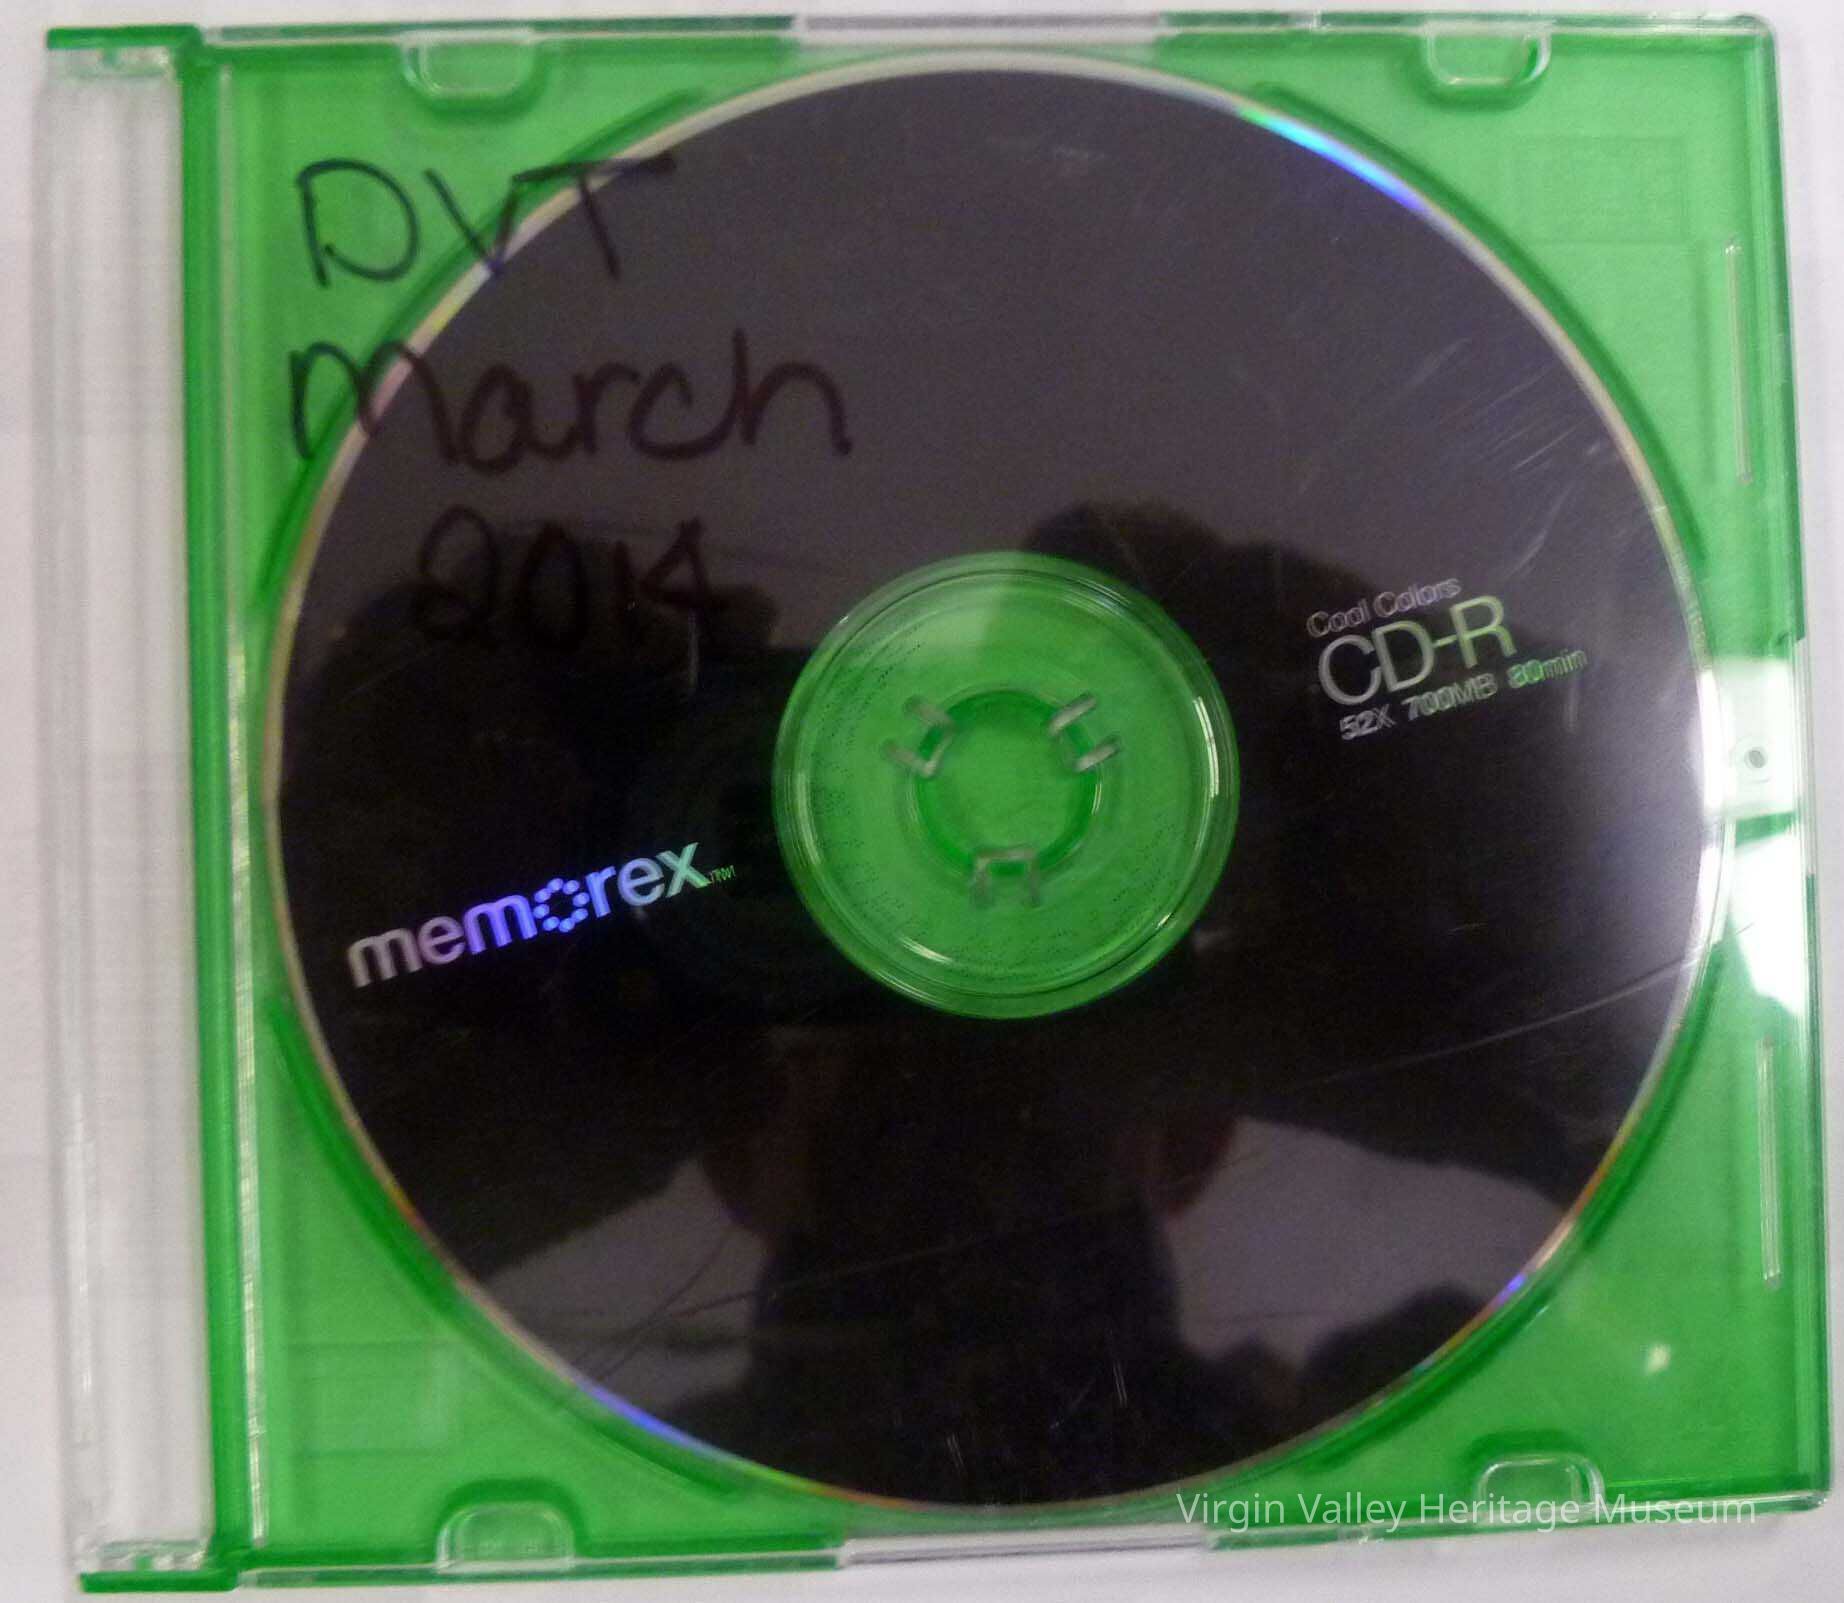 DVT
March
2014
Cool Colors
CD-R
52X 700MB 80min
memorex
Virgin Valley Heritage Museum